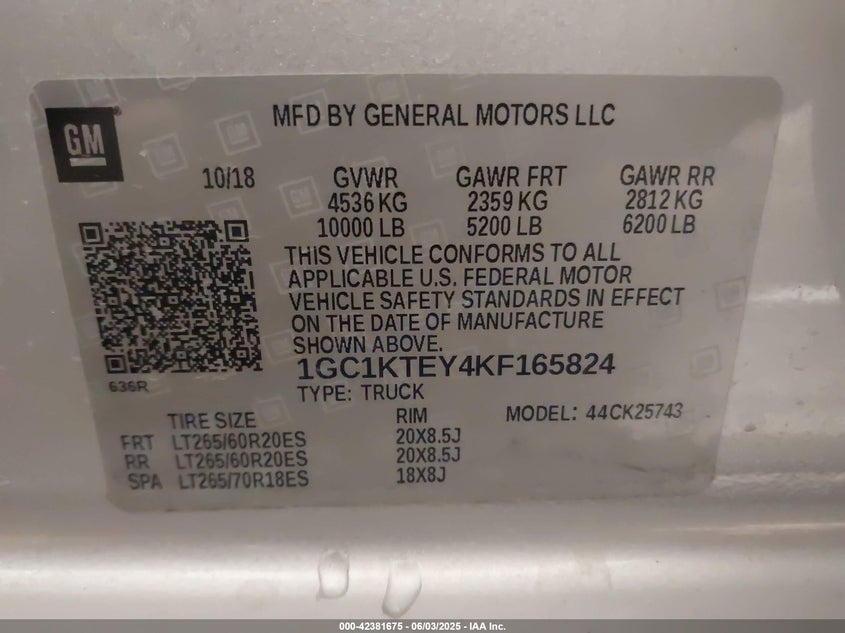 GM
MFD BY GENERAL MOTORS LLC
10/18 GVWR GAWR FRT GAWR RR
4536 KG 2359 KG 2812 KG
10000 LB 5200 LB 6200 LB
THIS VEHICLE CONFORMS TO ALL
APPLICABLE U.S. FEDERAL MOTOR
VEHICLE SAFETY STANDARDS IN EFFECT
ON THE DATE OF MANUFACTURE
SHOWN ABOVE.
1GC1KTEY4KF165824
636R
TYPE: TRUCK
TIRE SIZE RIM MODEL: 44CK25743
FRT LT265/60R20ES 20X8.5J
RR LT265/60R20ES 20X8.5J
SPA LT265/70R18ES 18X8J
000-42381675 - 06/03/2025 - IAA Inc.